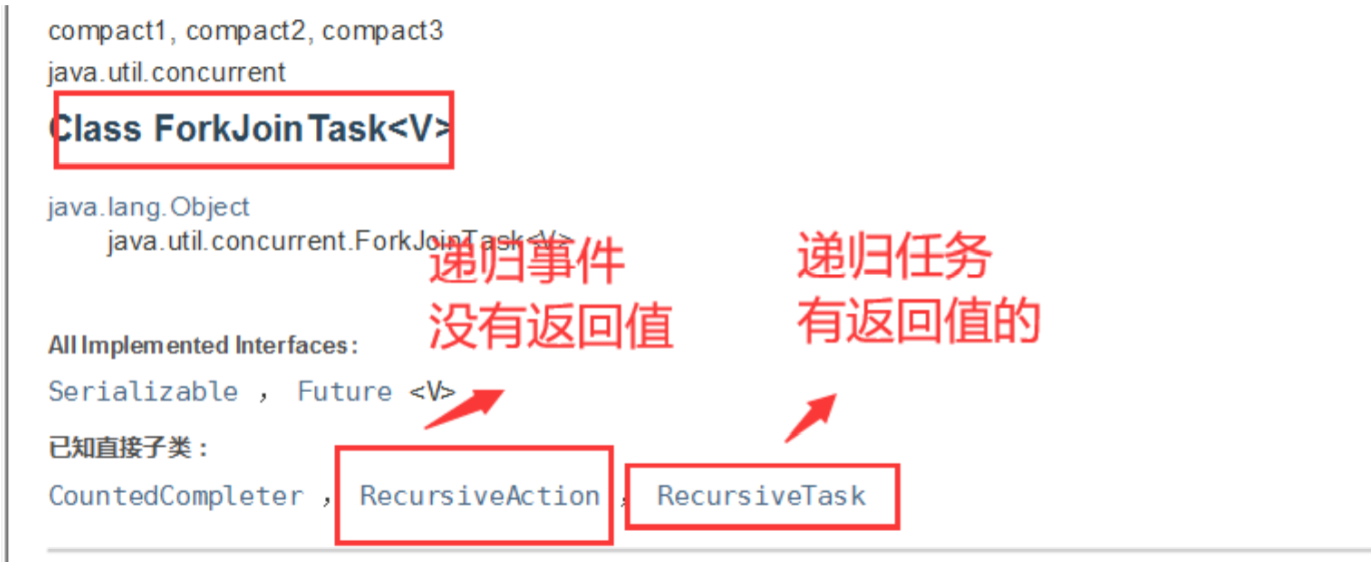 compact1, compact2, compact3
java.util.concurrent
Class ForkJoinTask<V>
java.lang.Object
java.util.concurrent.ForkJoinTask<V>
递归事件
没有返回值
递归任务
有返回值的
All Implemented Interfaces:
Serializable , Future <V>
已知直接子类：
CountedCompleter , RecursiveAction , RecursiveTask